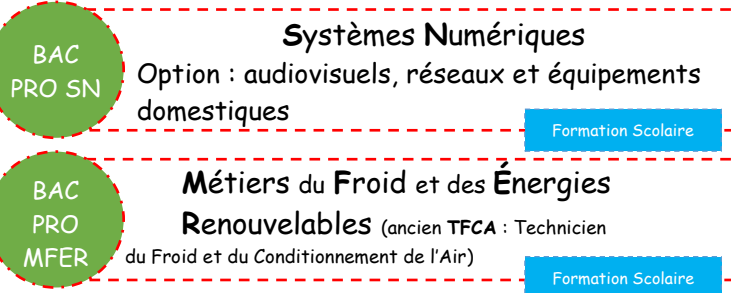 BAC
PRO SN
Systèmes Numériques
Option : audiovisuels, réseaux et équipements
domestiques
Formation Scolaire
BAC
PRO
MFER
Métiers du Froid et des Énergies
Renouvelables (ancien TFCA : Technicien
du Froid et du Conditionnement de l’Air)
Formation Scolaire